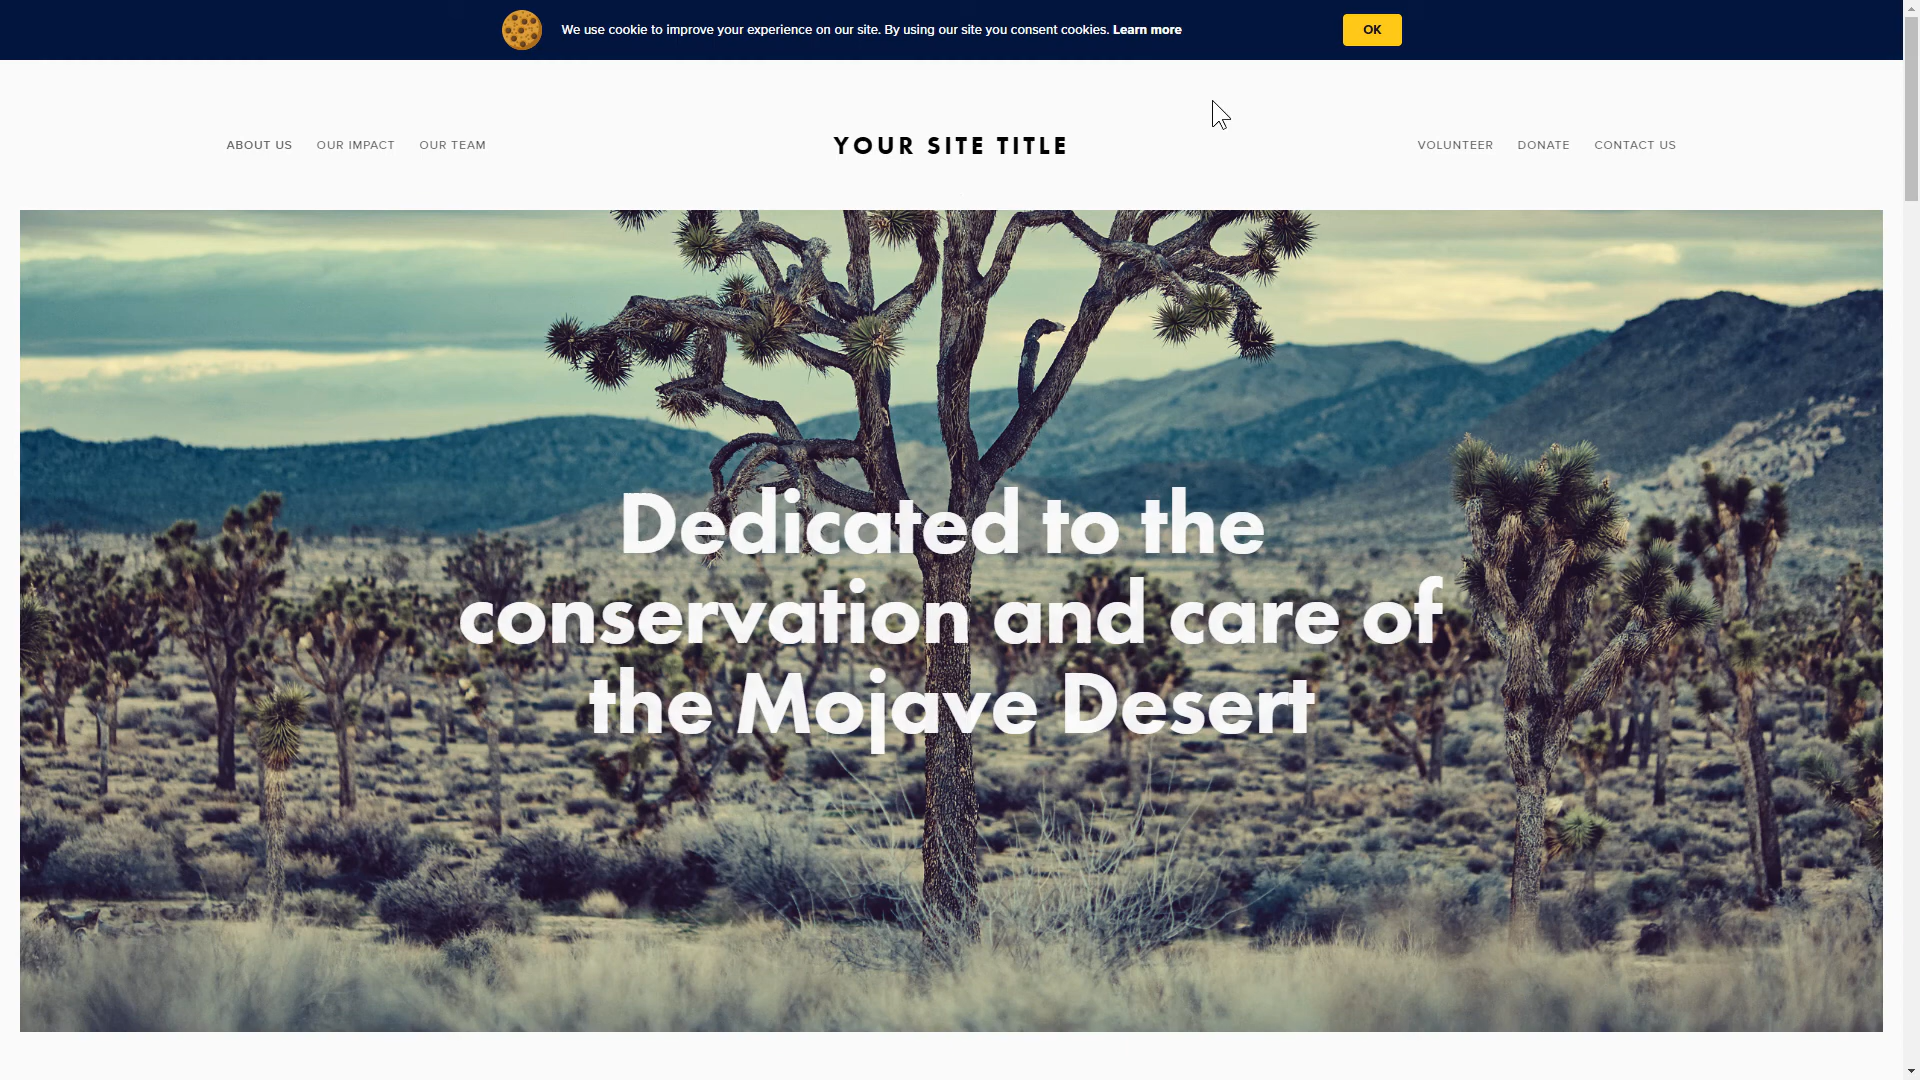 We use cookie to improve your experience on our site. By using our site you consent cookies. Learn more
OK
ABOUT US
OUR IMPACT
OUR TEAM
YOUR SITE TITLE
VOLUNTEER
DONATE
CONTACT US
Dedicated to the
conservation and care of
the Mojave Desert